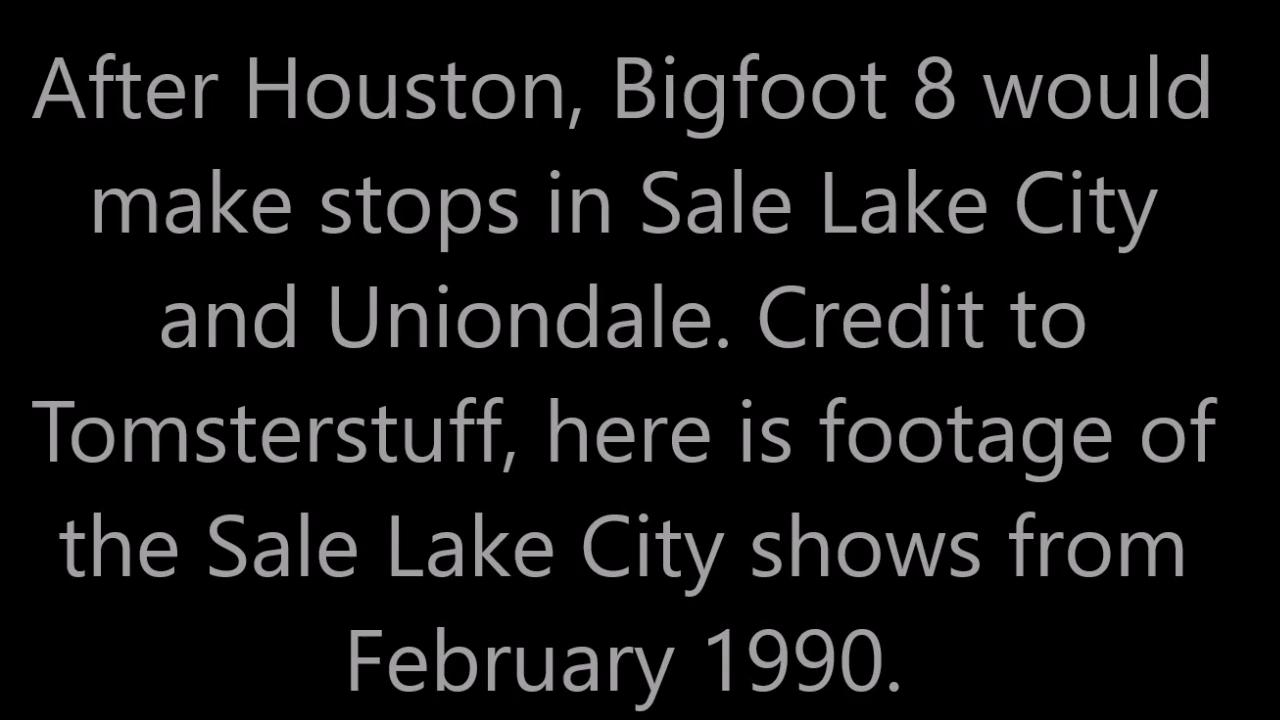 After Houston, Bigfoot 8 would
make stops in Sale Lake City
and Uniondale. Credit to
Tomsterstuff, here is footage of
the Sale Lake City shows from
February 1990.